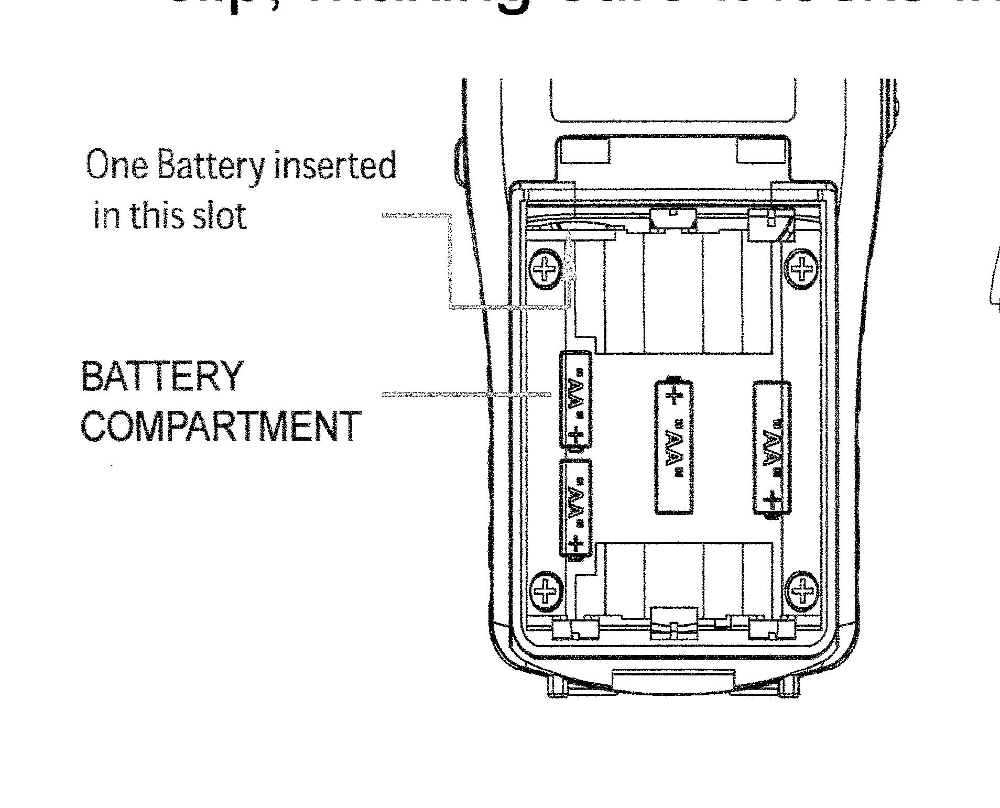 One Battery inserted
in this slot
BATTERY
COMPARTMENT
"AA" +
"AA" +
+ "AA"
"AA" +